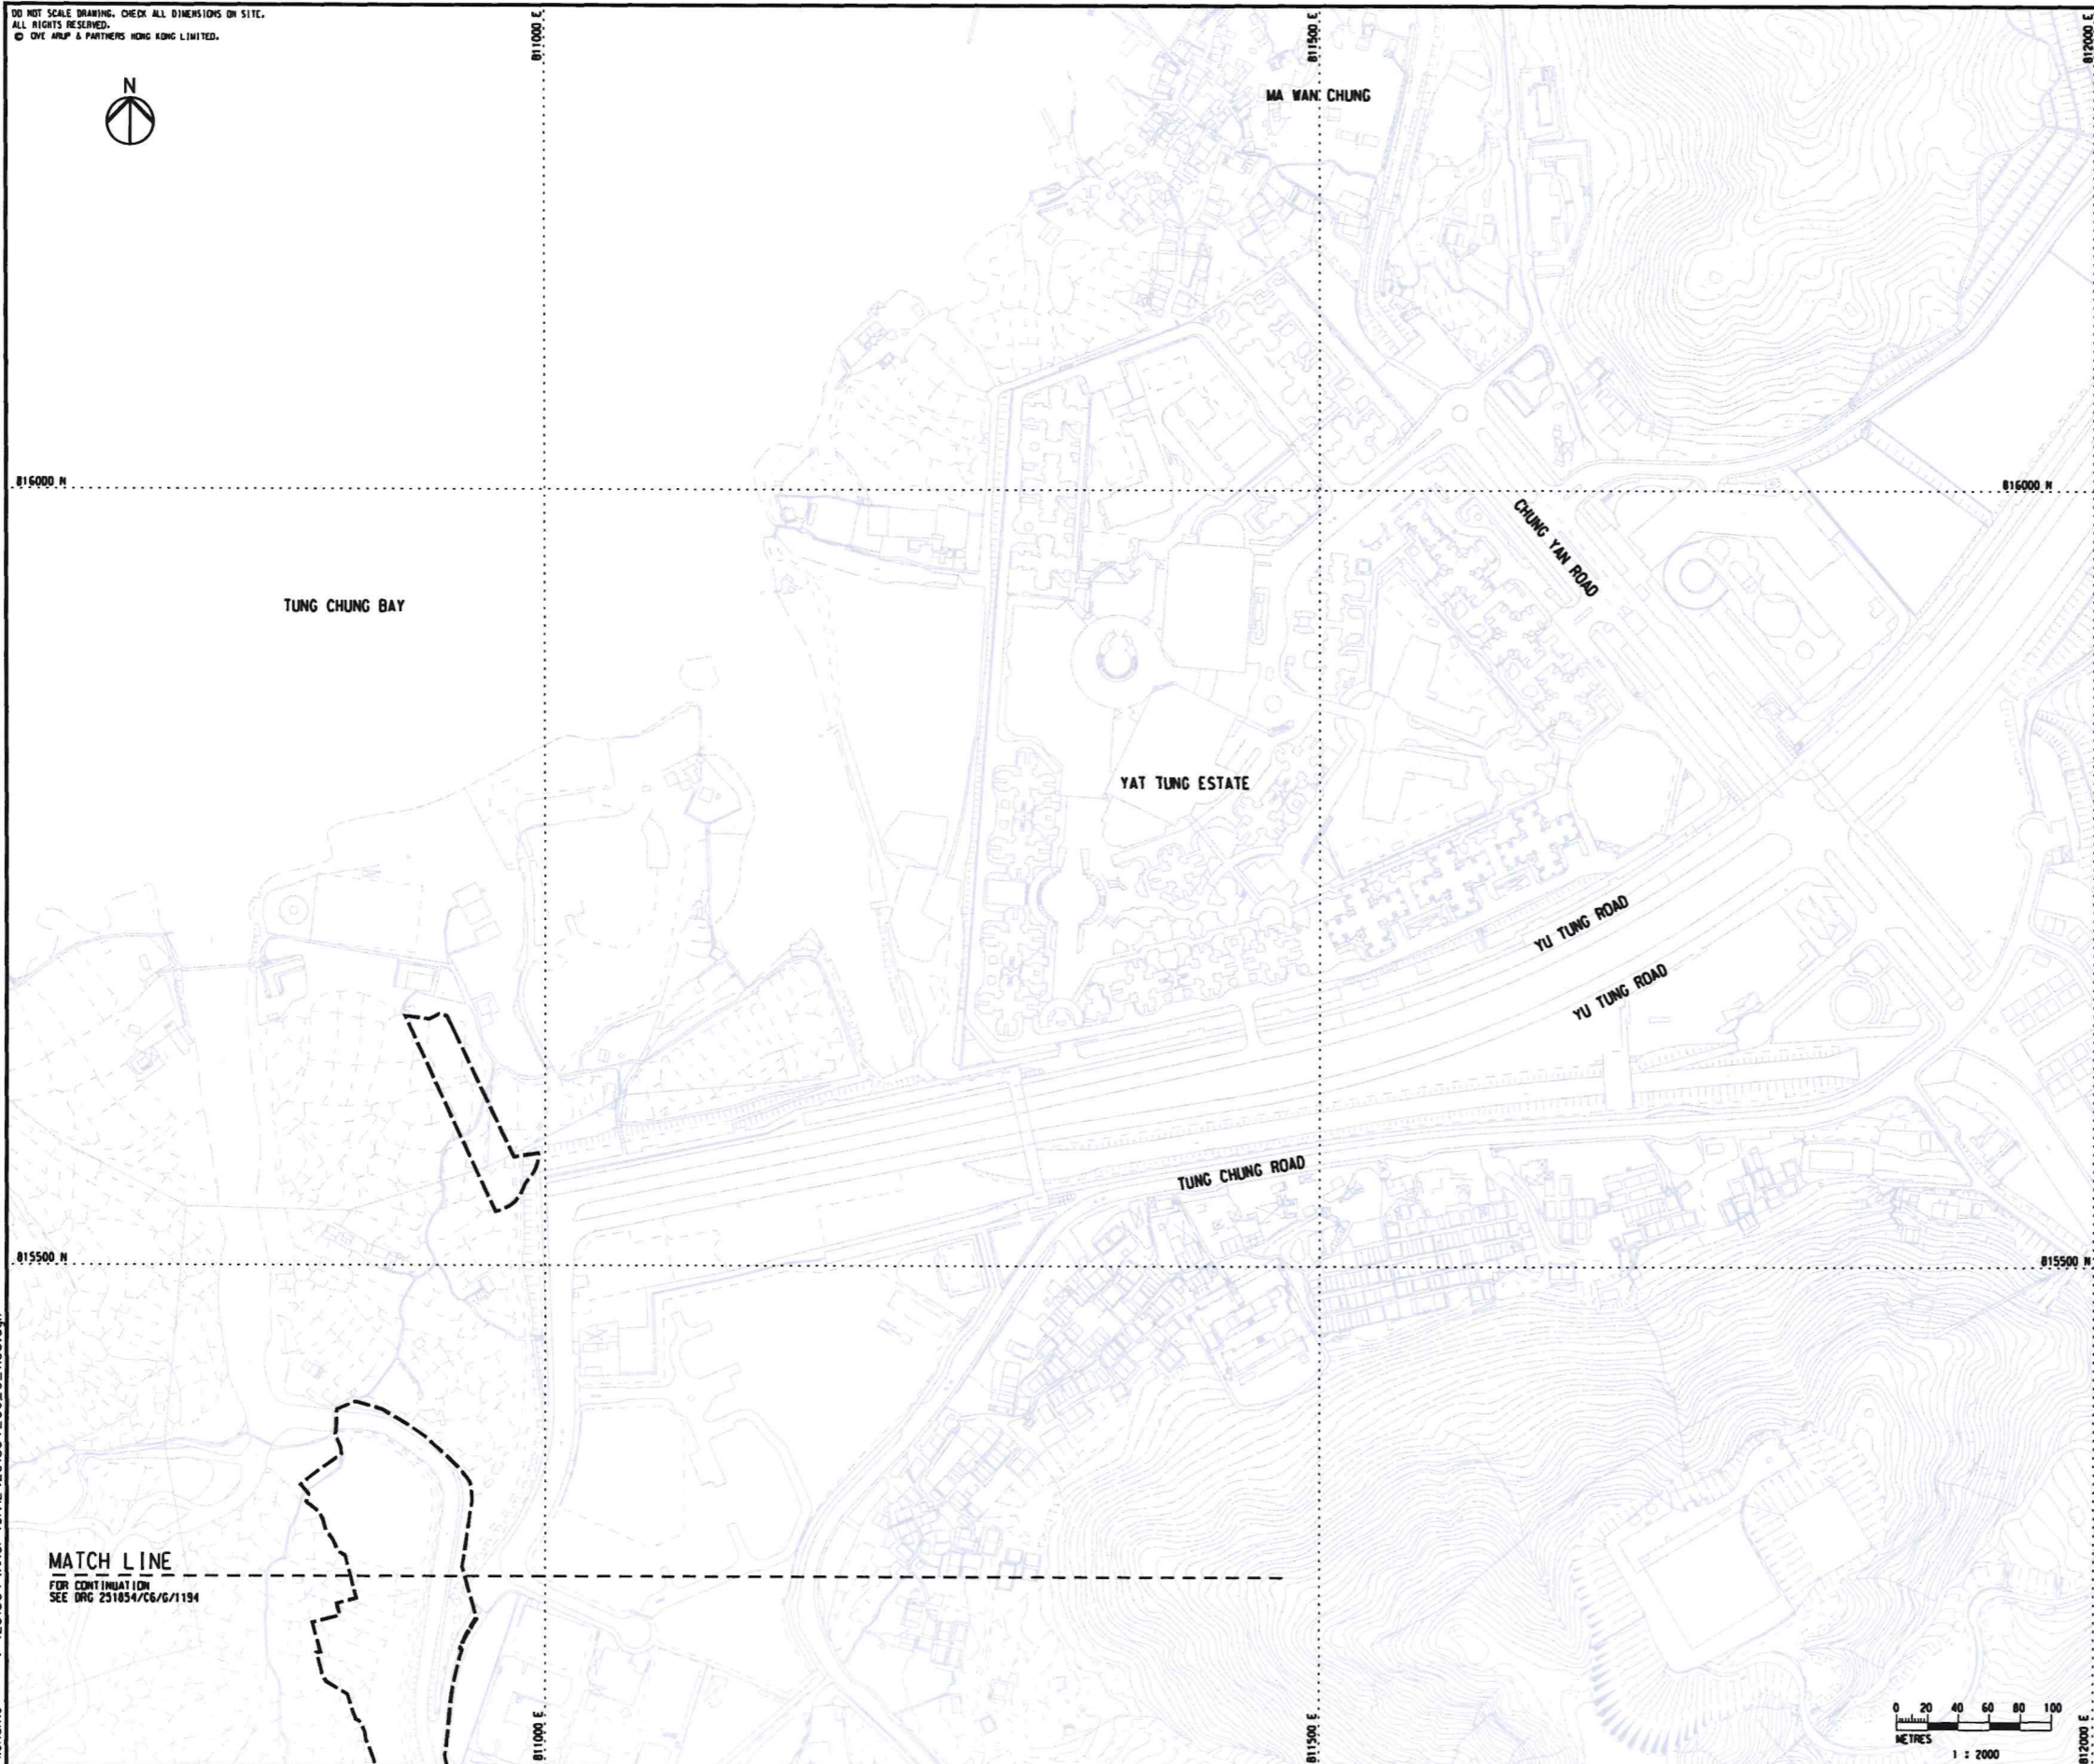 DO NOT SCALE DRAWING. CHECK ALL DIMENSIONS ON SITE.
ALL RIGHTS RESERVED.
© OVE ARUP & PARTNERS HONG KONG LIMITED.
811000 E
811500 E
812000 E
N
MA WAN CHUNG
816000 N
816000 N
CHUNG YAN ROAD
TUNG CHUNG BAY
YAT TUNG ESTATE
YU TUNG ROAD
YU TUNG ROAD
TUNG CHUNG ROAD
815500 N
815500 N
MATCH LINE
FOR CONTINUATION
SEE DRG 251854/C6/G/1194
0 20 40 60 80 100
METRES
1 : 2000
811000 E
811500 E
812000 E